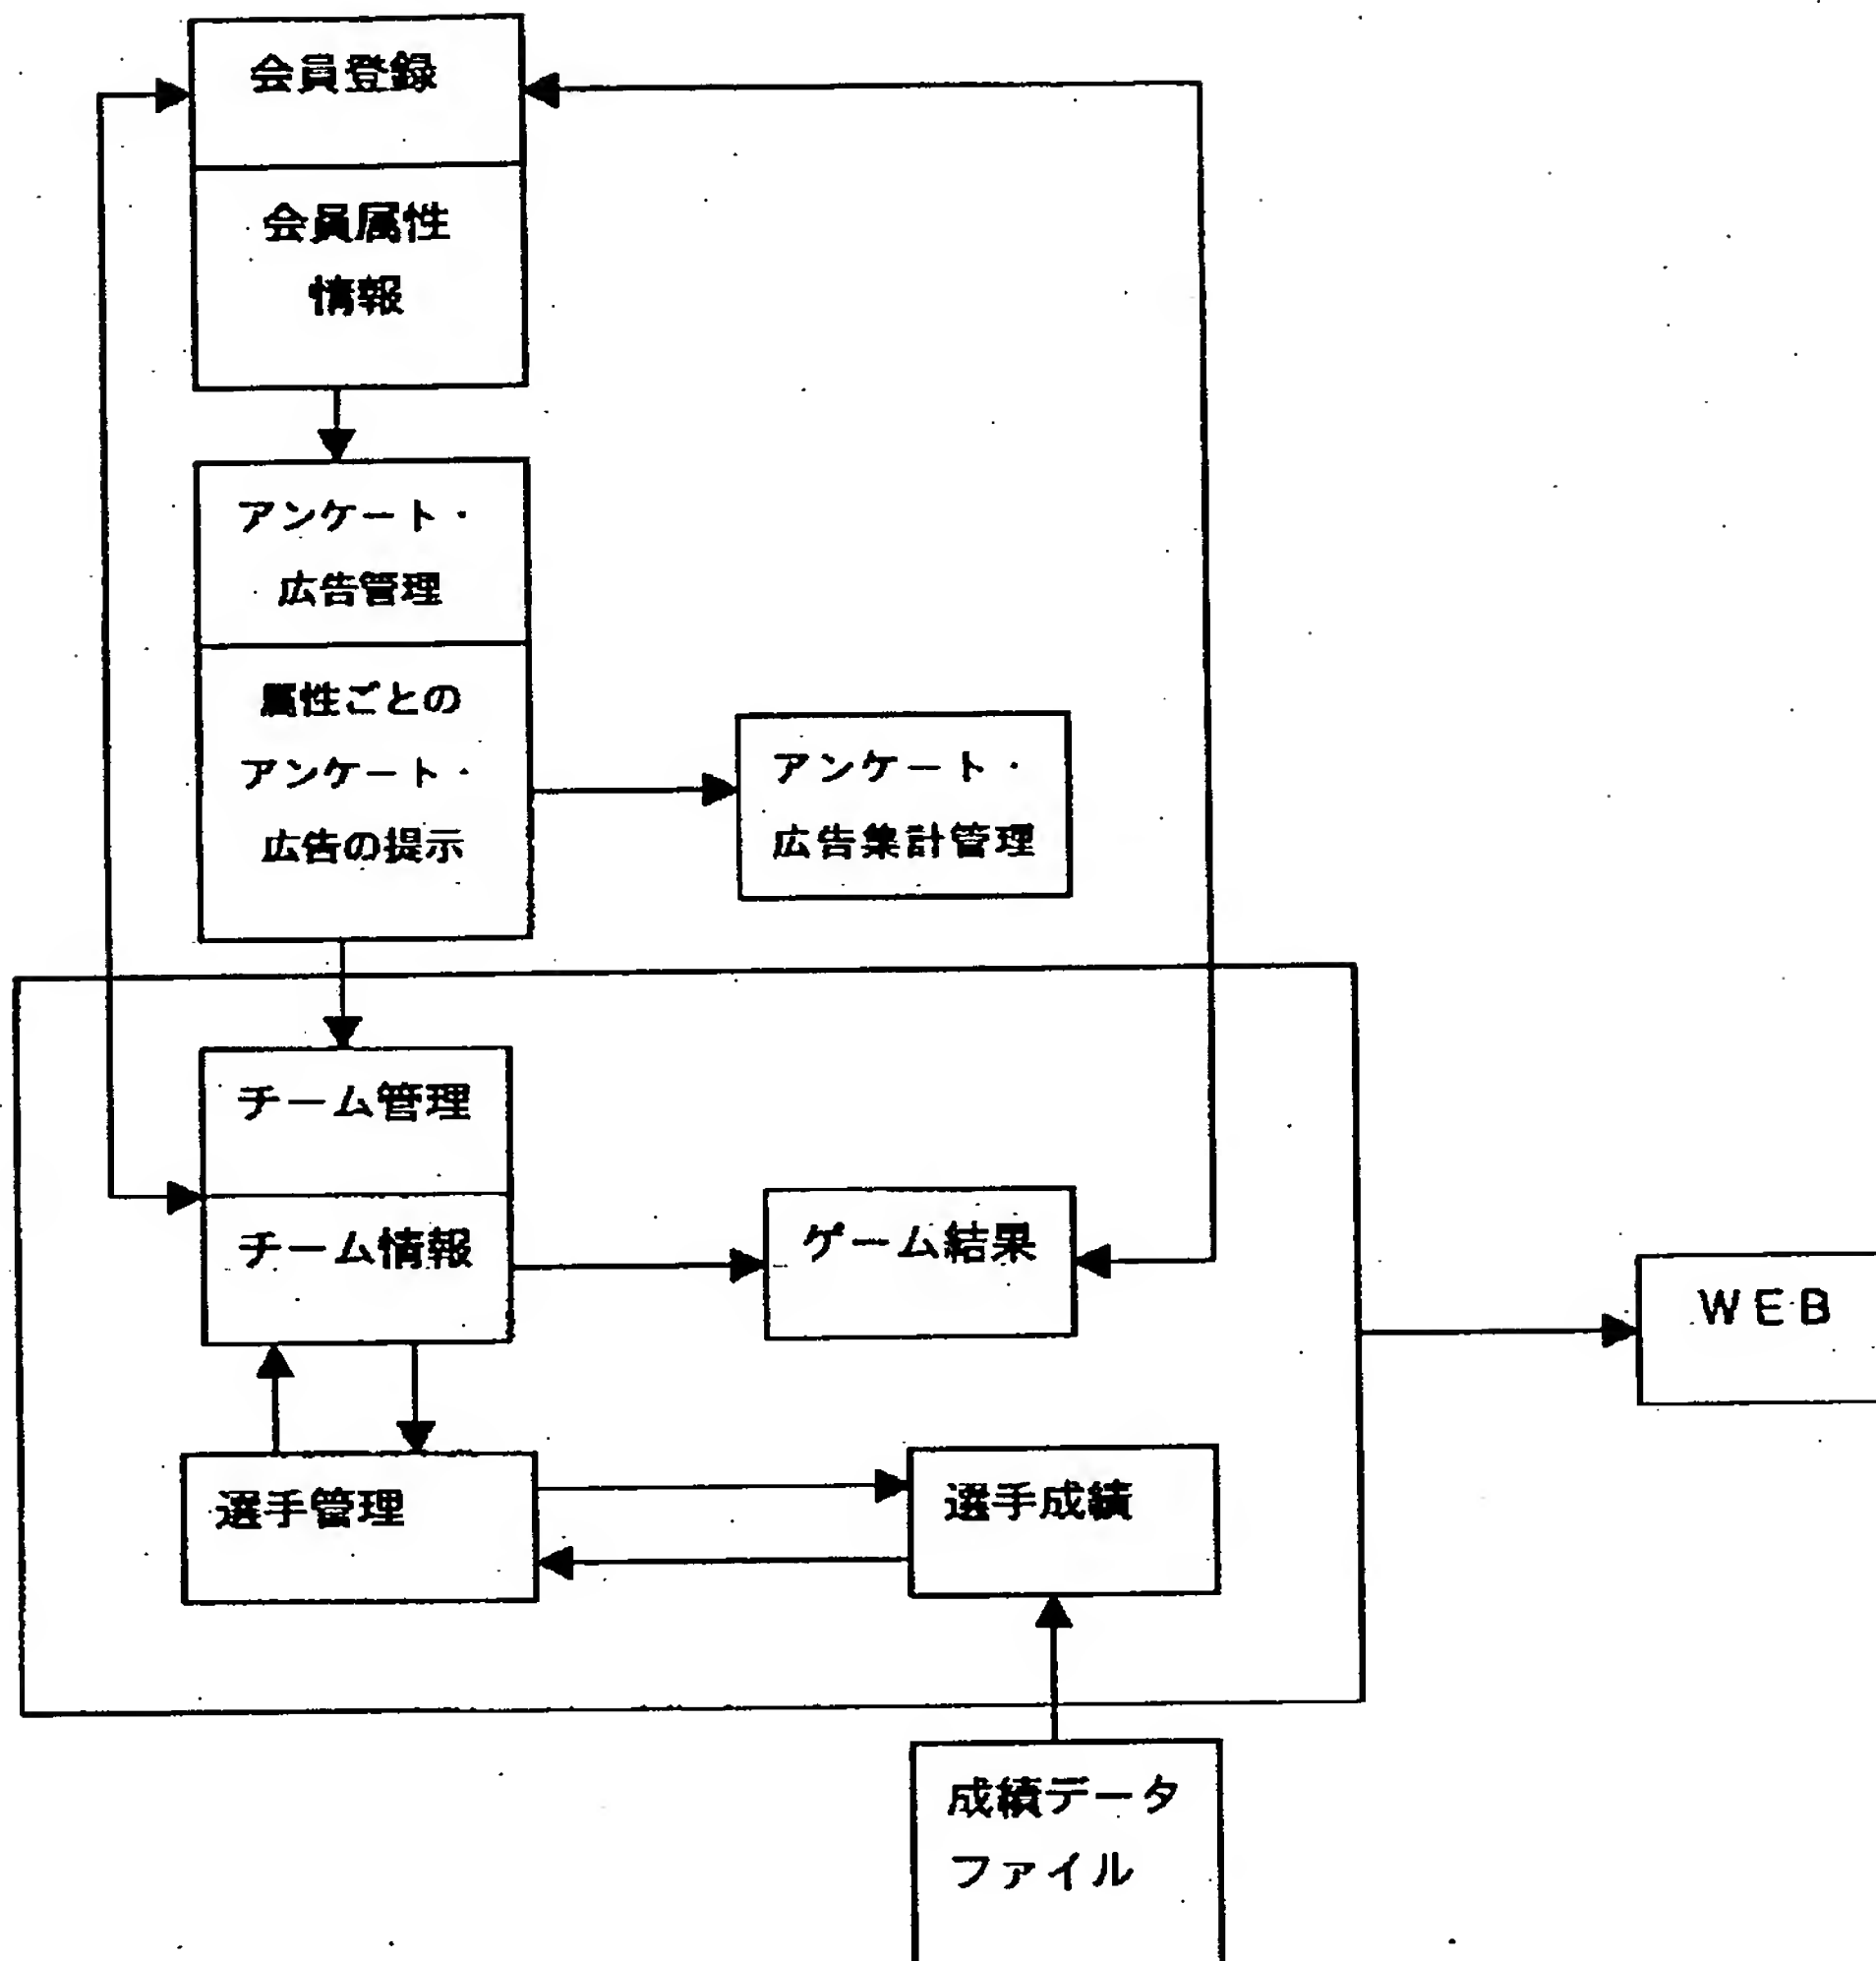 会員登録
会員属性
情報
アンケート・
広告管理
属性ごとの
アンケート・
広告の提示
アンケート・
広告集計管理
チーム管理
チーム情報
ゲーム結果
WEB
選手管理
選手成績
成績データ
ファイル